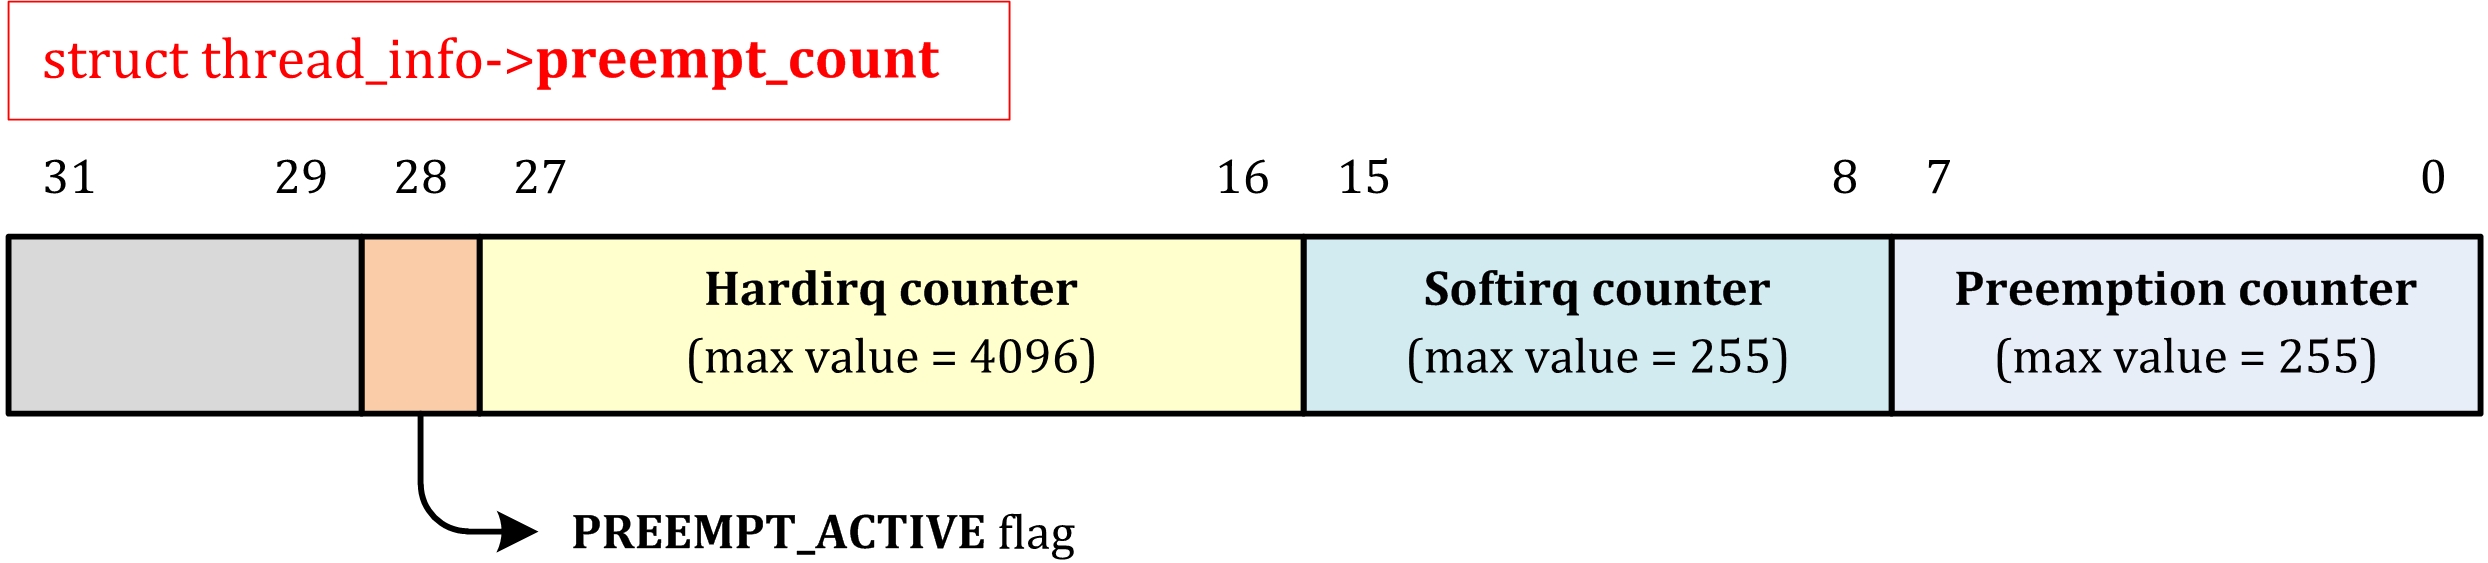 struct thread_info->preempt_count
31 29 28 27 16 15 8 7 0
Hardirq counter Softirq counter Preemption counter
(max value = 4096) (max value = 255) (max value = 255)
PREEMPT_ACTIVE flag